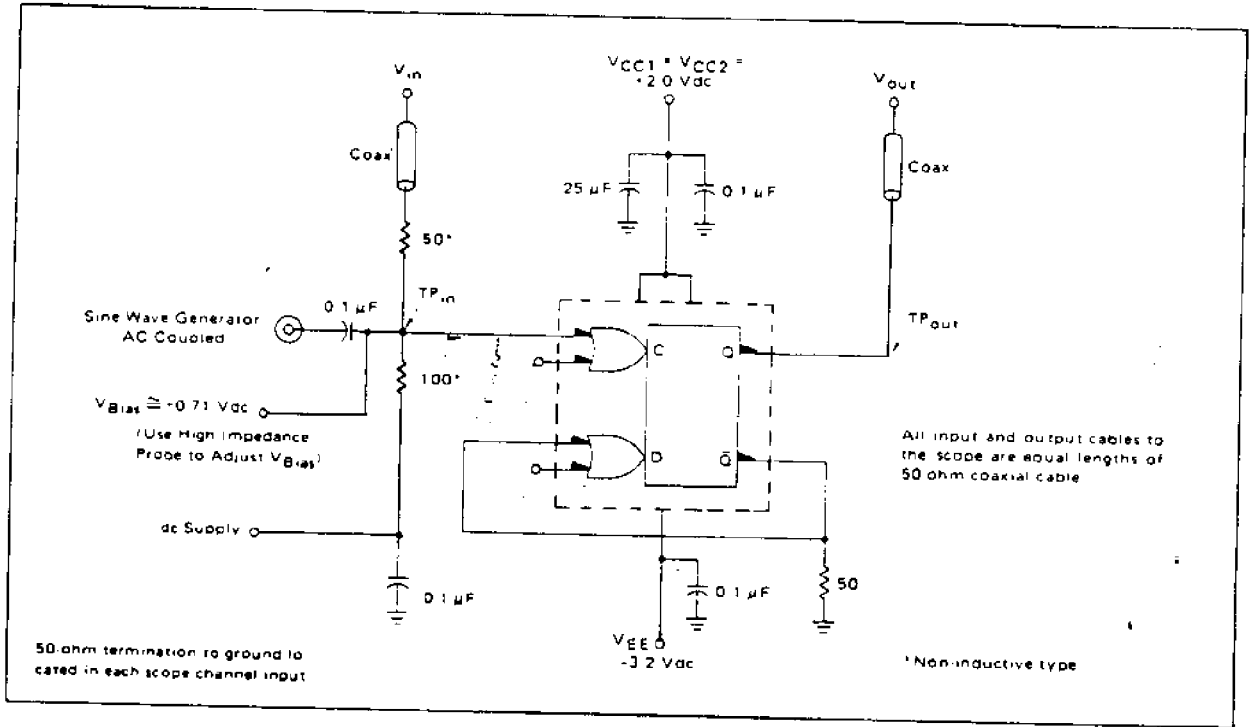 Vin
VCC1 = VCC2 =
+2.0 Vdc
Vout
Coax
Coax
25 µF
0.1 µF
50*
TPin
0.1 µF
Sine Wave Generator
AC Coupled
TPout
C
Q
100*
VBias ≅ +0.71 Vdc
(Use High Impedance
Probe to Adjust VBias)
D
Q̅
All input and output cables to
the scope are equal lengths of
50 ohm coaxial cable
dc Supply
0.1 µF
0.1 µF
50
VEE
-3.2 Vdc
50-ohm termination to ground lo
cated in each scope channel input
*Non-inductive type